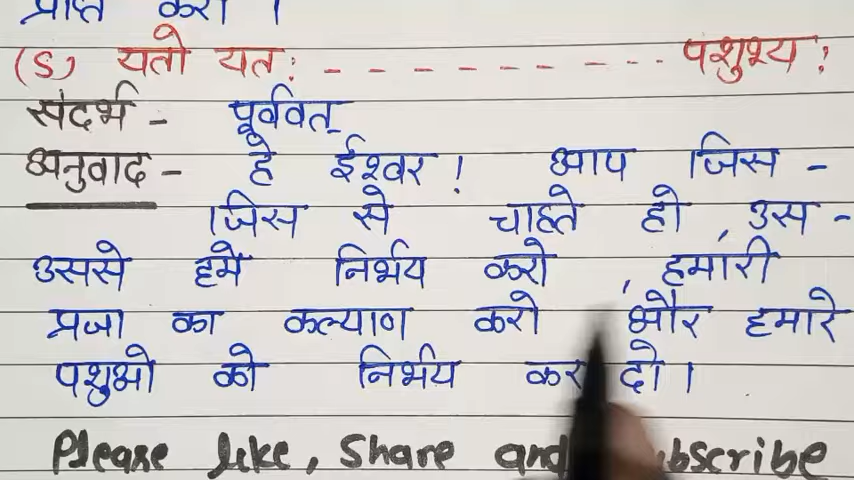 प्राप्त करो ।
(5) यतो यतः - - - - - - - - - - - पशुभ्यः
संदर्भ - पूर्ववत्
अनुवाद - हे ईश्वर ! आप जिस -
जिस से चाहते हो , उस -
उससे हमे निर्भय करो , हमारी
प्रजा का कल्याण करो और हमारे
पशुओ को निर्भय कर दो ।
Please like, Share and